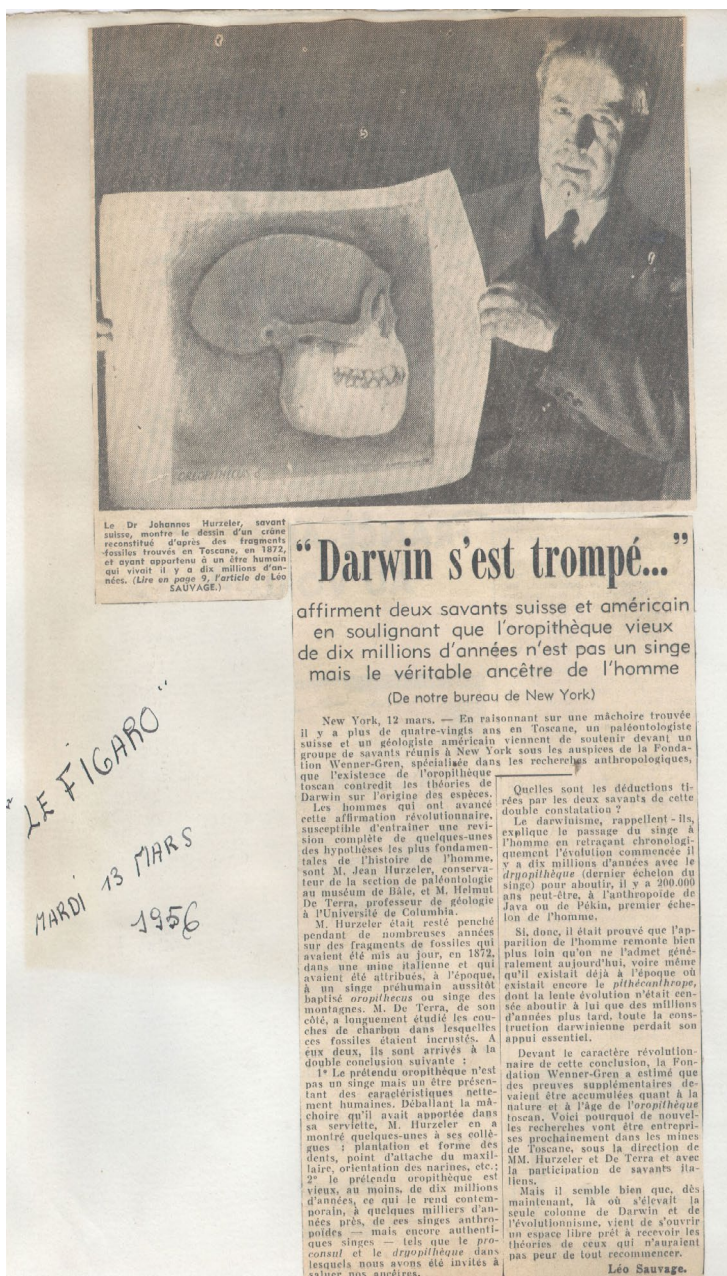 OREOPITHECUS
Le Dr Johannes Hurzeler, savant
suisse, montre le dessin d'un crâne
reconstitué d'après des fragments
fossiles trouvés en Toscane, en 1872,
et ayant appartenu à un être humain
qui vivait il y a dix millions d'an-
nées. (Lire en page 9, l'article de Léo
SAUVAGE.)
“Darwin s'est trompé...”
affirment deux savants suisse et américain
en soulignant que l'oropithèque vieux
de dix millions d'années n'est pas un singe
mais le véritable ancêtre de l'homme
(De notre bureau de New York)
New York, 12 mars. — En raisonnant sur une mâchoire trouvée
il y a plus de quatre-vingts ans en Toscane, un paléontologiste
suisse et un géologiste américain viennent de soutenir devant un
groupe de savants réunis à New York sous les auspices de la Fonda-
tion Wenner-Gren, spécialisée dans les recherches anthropologiques,
que l'existence de l'oropithèque
toscan contredit les théories de
Darwin sur l'origine des espèces.
Les hommes qui ont avancé
cette affirmation révolutionnaire,
susceptible d'entraîner une revi-
sion complète de quelques-unes
des hypothèses les plus fondamen-
tales de l'histoire de l'homme,
sont M. Jean Hurzeler, conserva-
teur de la section de paléontologie
au muséum de Bâle, et M. Helmut
De Terra, professeur de géologie
à l'Université de Columbia.
M. Hurzeler était resté penché
pendant de nombreuses années
sur des fragments de fossiles qui
avaient été mis au jour, en 1872,
dans une mine italienne et qui
avaient été attribués, à l'époque,
à un singe préhumain aussitôt
baptisé oropithecus ou singe des
montagnes. M. De Terra, de son
côté, a longuement étudié les cou-
ches de charbon dans lesquelles
ces fossiles étaient incrustés. A
eux deux, ils sont arrivés à la
double conclusion suivante :
1° Le prétendu oropithèque n'est
pas un singe mais un être présen-
tant des caractéristiques nette-
ment humaines. Déballant la mâ-
choire qu'il avait apportée dans
sa serviette, M. Hurzeler en a
montré quelques-unes à ses collè-
gues : plantation et forme des
dents, point d'attache du maxil-
laire, orientation des narines, etc.;
2° le prétendu oropithèque est
vieux, au moins, de dix millions
d'années, ce qui le rend contem-
porain, à quelques milliers d'an-
nées près, de ces singes anthro-
poïdes — mais encore authenti-
ques singes — tels que le pro-
consul et le dryopithèque dans
lesquels nous avons été invités à
saluer nos ancêtres.
Quelles sont les déductions ti-
rées par les deux savants de cette
double constatation ?
Le darwinisme, rappellent-ils,
explique le passage du singe à
l'homme en retraçant chronologi-
quement l'évolution commencée il
y a dix millions d'années avec le
dryopithèque (dernier échelon du
singe) pour aboutir, il y a 200.000
ans peut-être, à l'anthropoïde de
Java ou de Pékin, premier éche-
lon de l'homme.
Si, donc, il était prouvé que l'ap-
parition de l'homme remonte bien
plus loin qu'on ne l'admet géné-
ralement aujourd'hui, voire même
qu'il existait déjà à l'époque où
existait encore le pithécanthrope,
dont la lente évolution n'était cen-
sée aboutir à lui que des millions
d'années plus tard, toute la cons-
truction darwinienne perdait son
appui essentiel.
Devant le caractère révolution-
naire de cette conclusion, la Fon-
dation Wenner-Gren a estimé que
des preuves supplémentaires de-
vaient être accumulées quant à la
nature et à l'âge de l'oropithèque
toscan. Voici pourquoi de nouvel-
les recherches vont être entrepri-
ses prochainement dans les mines
de Toscane, sous la direction de
MM. Hurzeler et De Terra et avec
la participation de savants ita-
liens.
Mais il semble bien que, dès
maintenant, là où s'élevait la
seule colonne de Darwin et de
l'évolutionnisme, vient de s'ouvrir
un espace libre prêt à recevoir les
théories de ceux qui n'auraient
pas peur de tout recommencer.
Léo Sauvage.
"LE FIGARO"
MARDI 13 MARS
1956